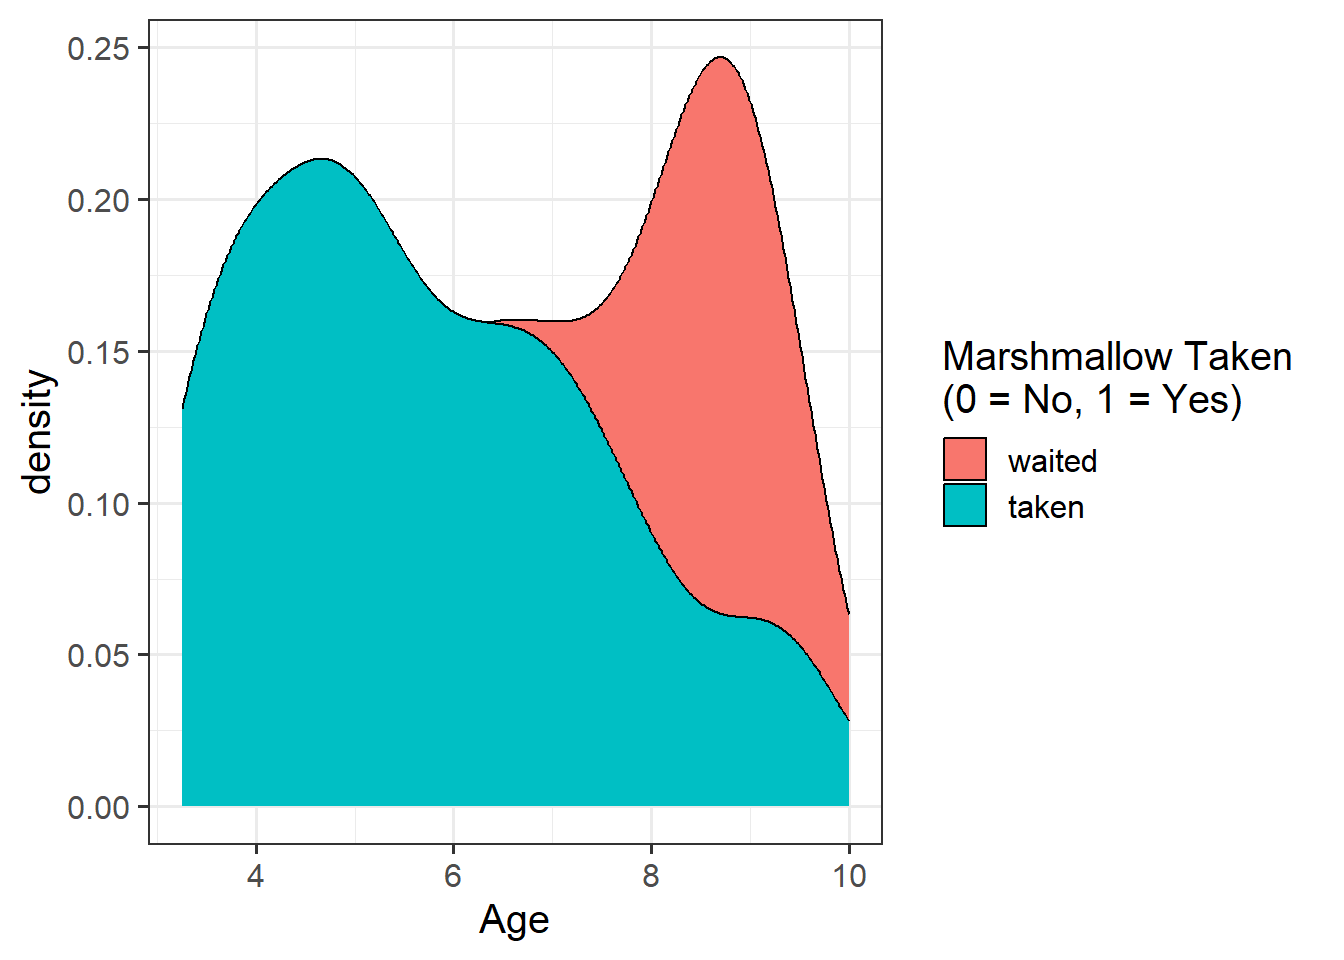 0.25
0.20
0.15
0.10
0.05
0.00
density
4 6 8 10
Age
Marshmallow Taken
(0 = No, 1 = Yes)
waited
taken